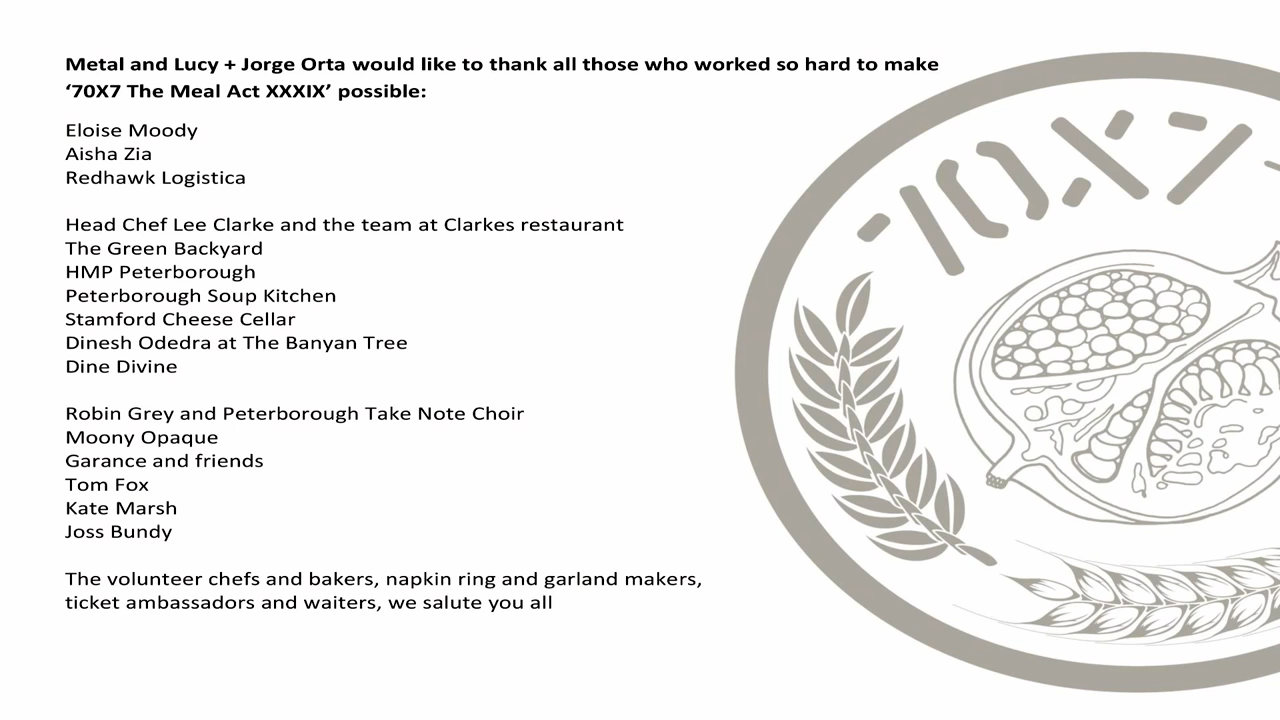 Metal and Lucy + Jorge Orta would like to thank all those who worked so hard to make
‘70X7 The Meal Act XXXIX’ possible:
Eloise Moody
Aisha Zia
Redhawk Logistica
Head Chef Lee Clarke and the team at Clarkes restaurant
The Green Backyard
HMP Peterborough
Peterborough Soup Kitchen
Stamford Cheese Cellar
Dinesh Odedra at The Banyan Tree
Dine Divine
Robin Grey and Peterborough Take Note Choir
Moony Opaque
Garance and friends
Tom Fox
Kate Marsh
Joss Bundy
The volunteer chefs and bakers, napkin ring and garland makers,
ticket ambassadors and waiters, we salute you all
70X7